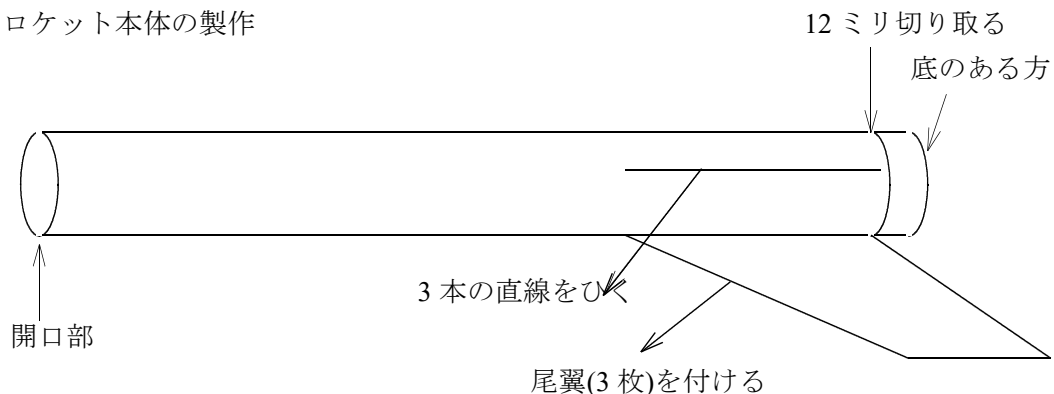 ロケット本体の製作
12 ミリ切り取る
底のある方
3 本の直線をひく
開口部
尾翼(3 枚)を付ける